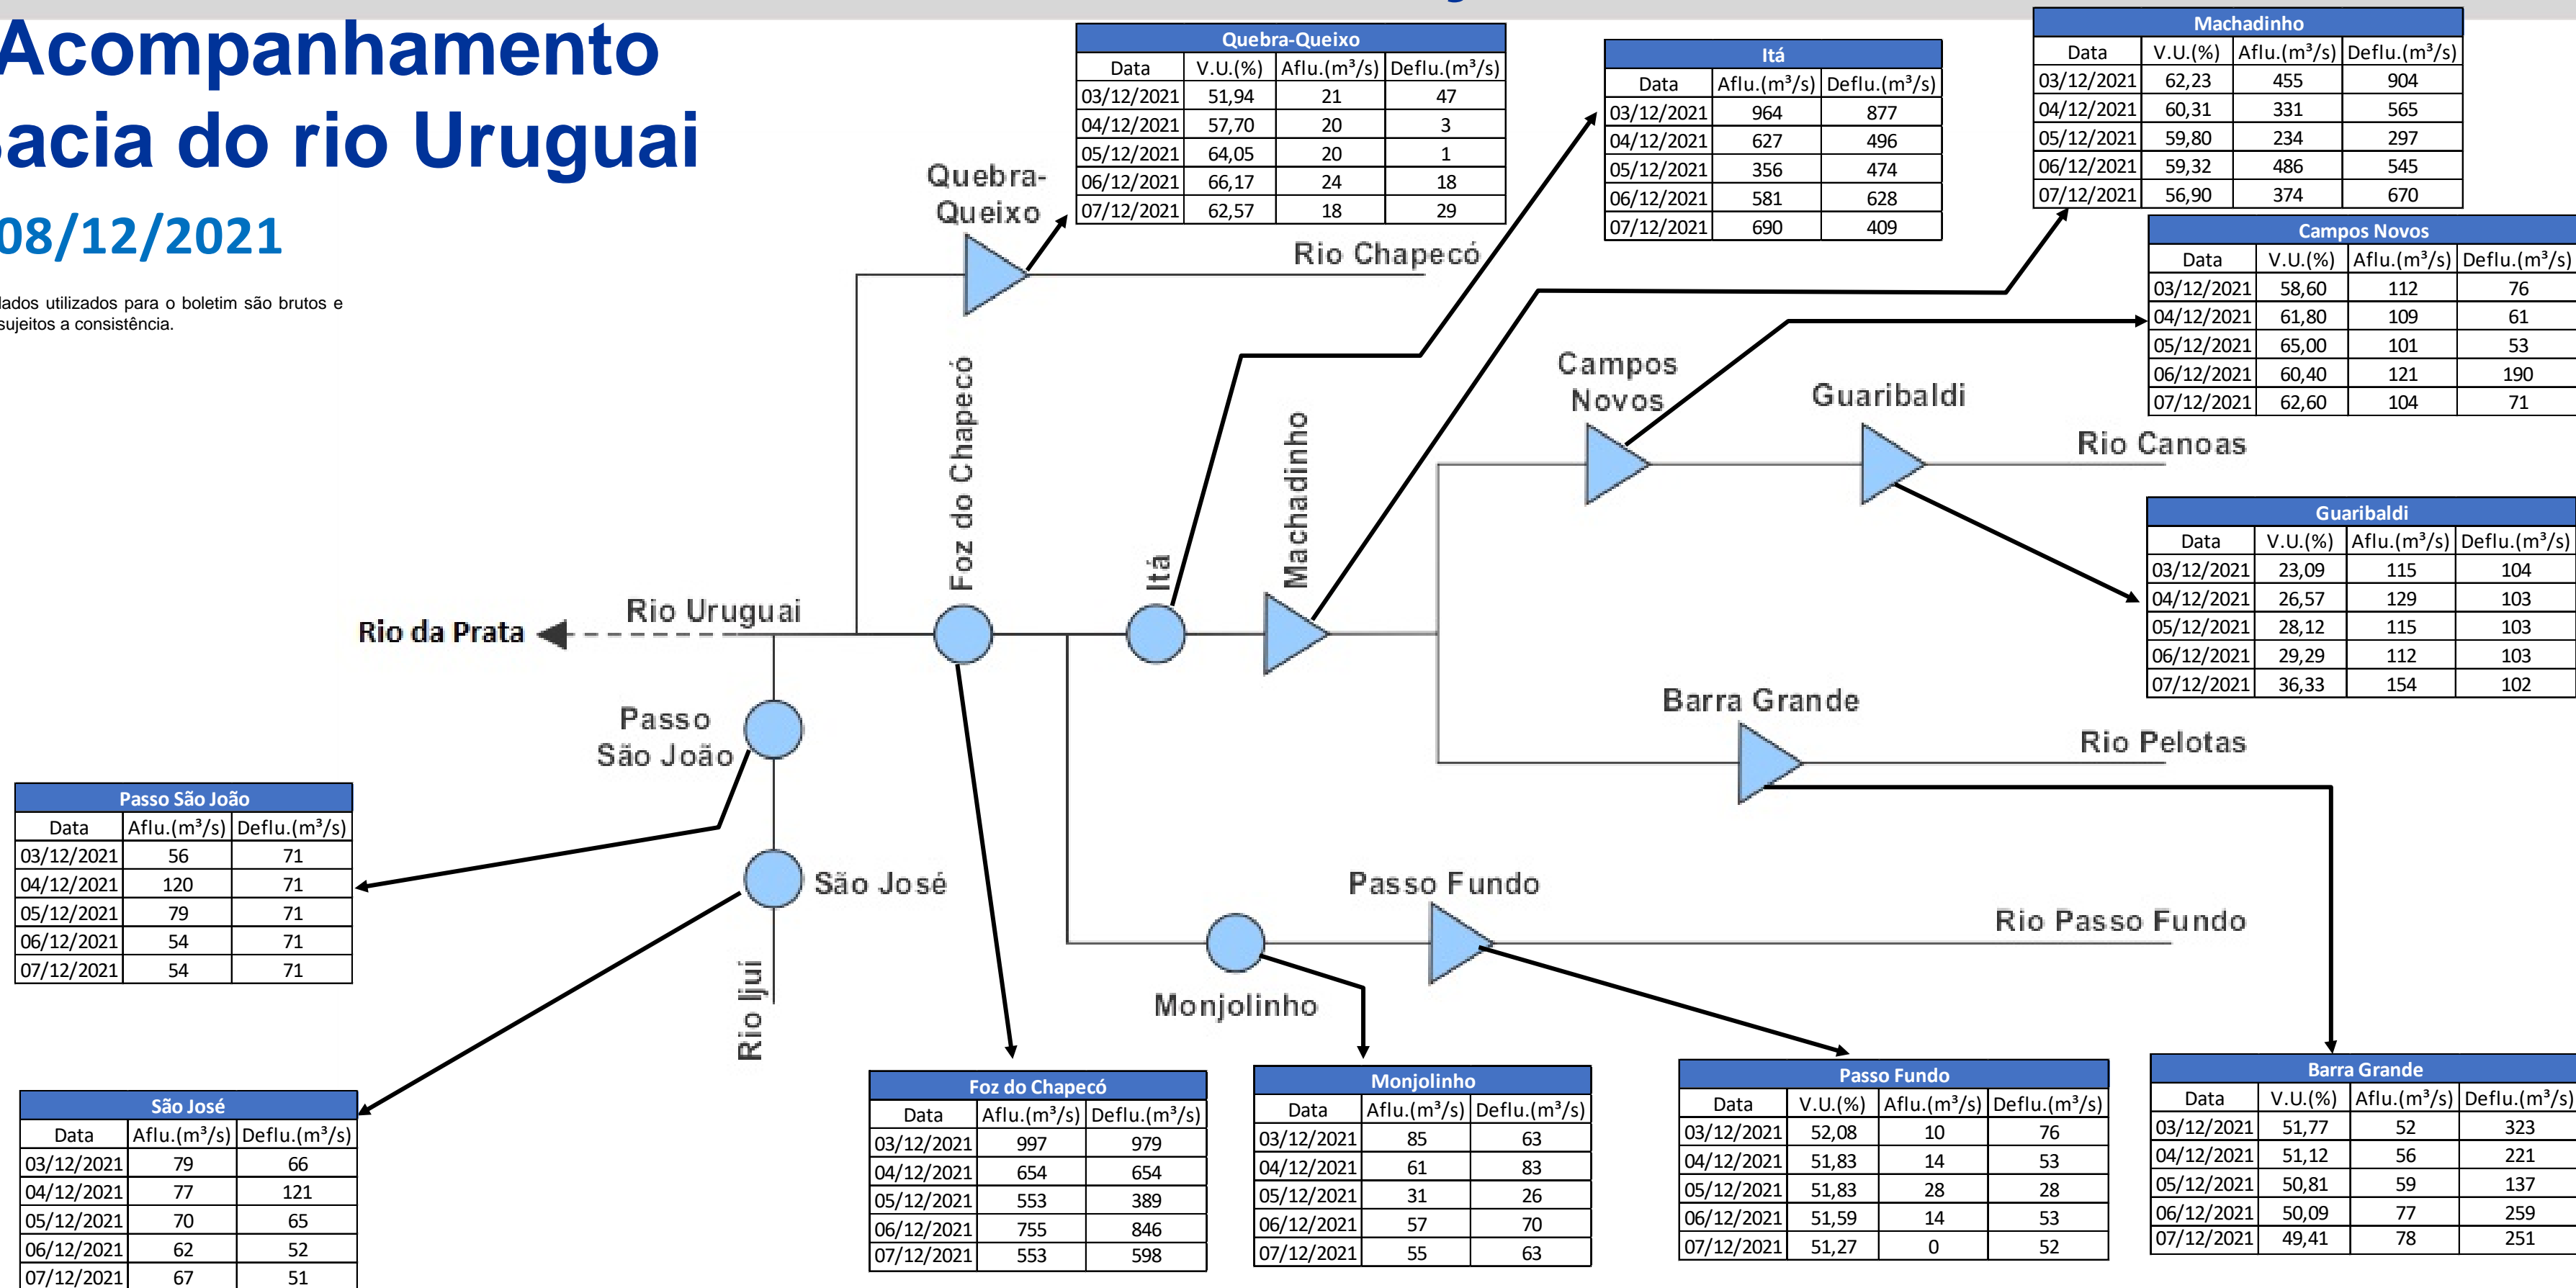 Acompanhamento
acia do rio Uruguai
08/12/2021
dados utilizados para o boletim são brutos e
sujeitos a consistência.
Quebra-Queixo
Data V.U.(%) Aflu.(m³/s) Deflu.(m³/s)
03/12/2021 51,94 21 47
04/12/2021 57,70 20 3
05/12/2021 64,05 20 1
06/12/2021 66,17 24 18
07/12/2021 62,57 18 29
Itá
Data Aflu.(m³/s) Deflu.(m³/s)
03/12/2021 964 877
04/12/2021 627 496
05/12/2021 356 474
06/12/2021 581 628
07/12/2021 690 409
Machadinho
Data V.U.(%) Aflu.(m³/s) Deflu.(m³/s)
03/12/2021 62,23 455 904
04/12/2021 60,31 331 565
05/12/2021 59,80 234 297
06/12/2021 59,32 486 545
07/12/2021 56,90 374 670
Campos Novos
Data V.U.(%) Aflu.(m³/s) Deflu.(m³/s)
03/12/2021 58,60 112 76
04/12/2021 61,80 109 61
05/12/2021 65,00 101 53
06/12/2021 60,40 121 190
07/12/2021 62,60 104 71
Quebra-
Queixo
Rio Chapecó
Foz do Chapecó
Itá
Machadinho
Campos
Novos
Guaribaldi
Rio Canoas
Guaribaldi
Data V.U.(%) Aflu.(m³/s) Deflu.(m³/s)
03/12/2021 23,09 115 104
04/12/2021 26,57 129 103
05/12/2021 28,12 115 103
06/12/2021 29,29 112 103
07/12/2021 36,33 154 102
Rio da Prata
Rio Uruguai
Passo
São João
Barra Grande
Rio Pelotas
São José
Rio Ijuí
Passo Fundo
Rio Passo Fundo
Monjolinho
Passo São João
Data Aflu.(m³/s) Deflu.(m³/s)
03/12/2021 56 71
04/12/2021 120 71
05/12/2021 79 71
06/12/2021 54 71
07/12/2021 54 71
São José
Data Aflu.(m³/s) Deflu.(m³/s)
03/12/2021 79 66
04/12/2021 77 121
05/12/2021 70 65
06/12/2021 62 52
07/12/2021 67 51
Foz do Chapecó
Data Aflu.(m³/s) Deflu.(m³/s)
03/12/2021 997 979
04/12/2021 654 654
05/12/2021 553 389
06/12/2021 755 846
07/12/2021 553 598
Monjolinho
Data Aflu.(m³/s) Deflu.(m³/s)
03/12/2021 85 63
04/12/2021 61 83
05/12/2021 31 26
06/12/2021 57 70
07/12/2021 55 63
Passo Fundo
Data V.U.(%) Aflu.(m³/s) Deflu.(m³/s)
03/12/2021 52,08 10 76
04/12/2021 51,83 14 53
05/12/2021 51,83 28 28
06/12/2021 51,59 14 53
07/12/2021 51,27 0 52
Barra Grande
Data V.U.(%) Aflu.(m³/s) Deflu.(m³/s)
03/12/2021 51,77 52 323
04/12/2021 51,12 56 221
05/12/2021 50,81 59 137
06/12/2021 50,09 77 259
07/12/2021 49,41 78 251